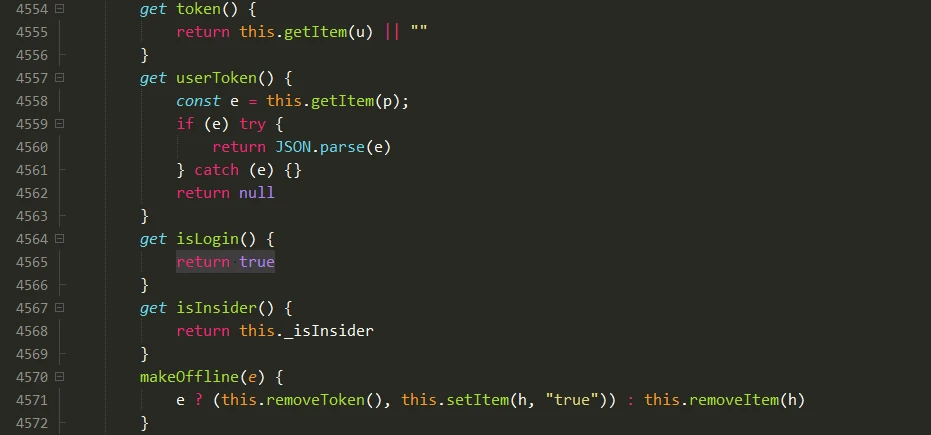 4554 get token() {
4555 return this.getItem(u) || ""
4556 }
4557 get userToken() {
4558 const e = this.getItem(p);
4559 if (e) try {
4560 return JSON.parse(e)
4561 } catch (e) {}
4562 return null
4563 }
4564 get isLogin() {
4565 return true
4566 }
4567 get isInsider() {
4568 return this._isInsider
4569 }
4570 makeOffline(e) {
4571 e ? (this.removeToken(), this.setItem(h, "true")) : this.removeItem(h)
4572 }